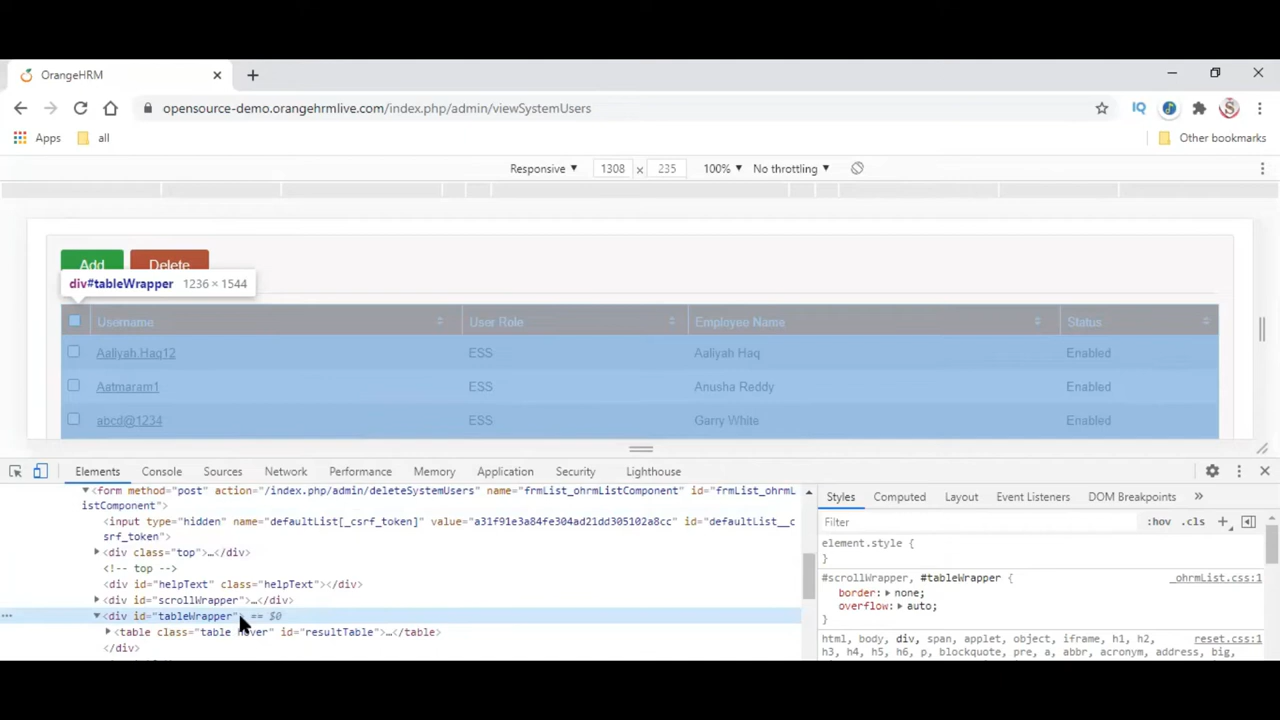 OrangeHRM
opensource-demo.orangehrmlive.com/index.php/admin/viewSystemUsers
Apps all Other bookmarks
Responsive 1308 x 235 100% No throttling
Add Delete
div#tableWrapper 1236 × 1544
Username User Role Employee Name Status
Aaliyah.Haq12 ESS Aaliyah Haq Enabled
Aatmaram1 ESS Anusha Reddy Enabled
abcd@1234 ESS Garry White Enabled
Elements Console Sources Network Performance Memory Application Security Lighthouse
<form method="post" action="/index.php/admin/deleteSystemUsers" name="frmList_ohrmListComponent" id="frmList_ohrmL
istComponent">
<input type="hidden" name="defaultList[_csrf_token]" value="a31f91e3a84fe304ad21dd305102a8cc" id="defaultList__c
srf_token">
<div class="top">…</div>
<!-- top -->
<div id="helpText" class="helpText"></div>
<div id="scrollWrapper">…</div>
<div id="tableWrapper"> == $0
<table class="table hover" id="resultTable">…</table>
</div>
Styles Computed Layout Event Listeners DOM Breakpoints »
Filter :hov .cls +
element.style {
}
#scrollWrapper, #tableWrapper { _ohrmList.css:1
border: none;
overflow: auto;
}
html, body, div, span, applet, object, iframe, h1, h2, reset.css:1
h3, h4, h5, h6, p, blockquote, pre, a, abbr, acronym, address, big,